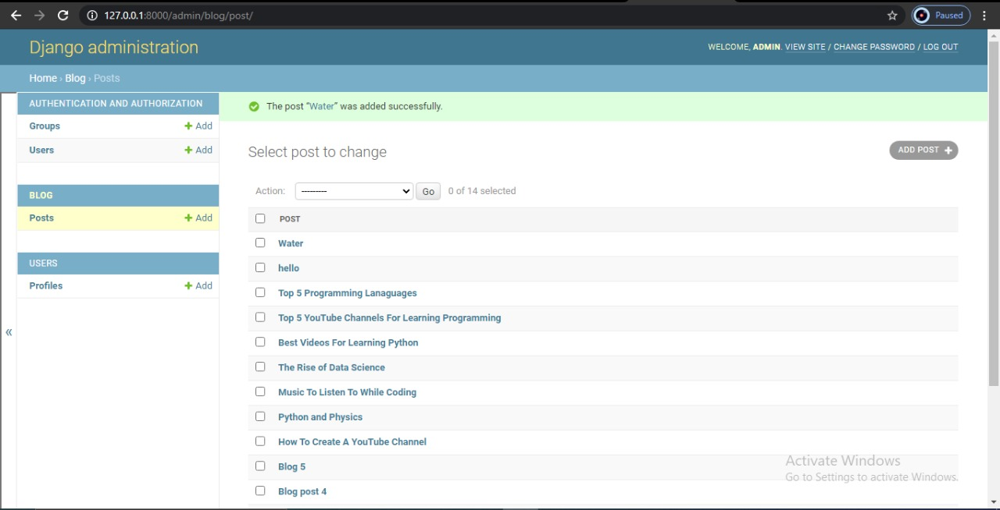 127.0.0.1:8000/admin/blog/post/
Paused
Django administration
WELCOME, ADMIN. VIEW SITE / CHANGE PASSWORD / LOG OUT
Home › Blog › Posts
AUTHENTICATION AND AUTHORIZATION
Groups + Add
Users + Add
BLOG
Posts + Add
USERS
Profiles + Add
«
The post “Water” was added successfully.
Select post to change
ADD POST +
Action: --------- Go 0 of 14 selected
POST
Water
hello
Top 5 Programming Lanaguages
Top 5 YouTube Channels For Learning Programming
Best Videos For Learning Python
The Rise of Data Science
Music To Listen To While Coding
Python and Physics
How To Create A YouTube Channel
Blog 5
Blog post 4
Activate Windows
Go to Settings to activate Windows.